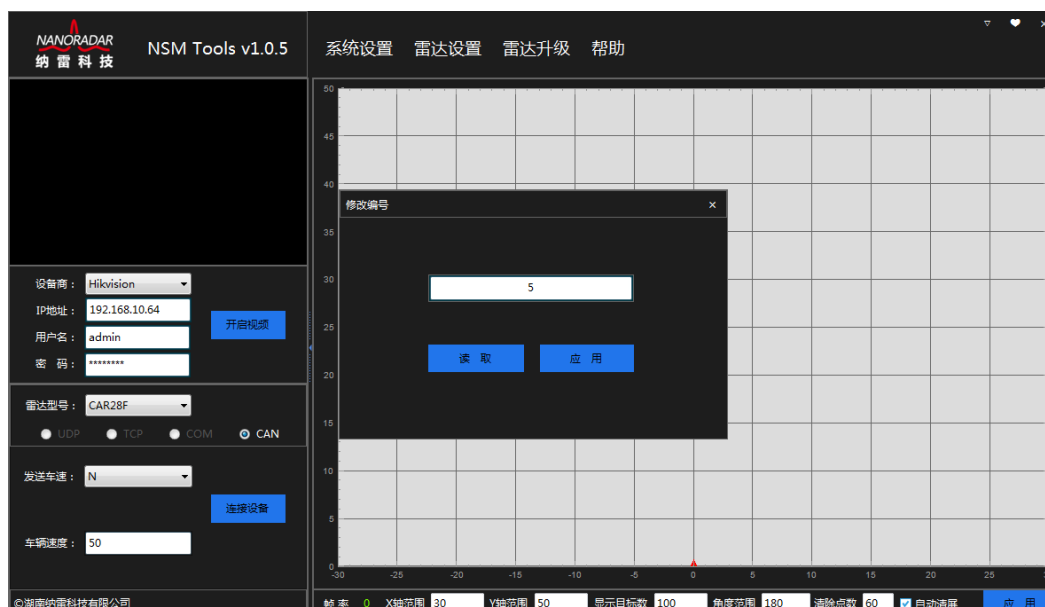 NANORADAR
纳雷科技
NSM Tools v1.0.5
系统设置 雷达设置 雷达升级 帮助
设备商： Hikvision
IP地址： 192.168.10.64
用户名： admin
密 码： ********
开启视频
雷达型号： CAR28F
UDP TCP COM CAN
发送车速： N
连接设备
车辆速度： 50
©湖南纳雷科技有限公司
50
45
40
35
30
25
20
15
10
5
0
-30 -25 -20 -15 -10 -5 0 5 10 15 20 25
修改编号 ×
5
读 取 应 用
帧 率 0 X轴范围 30 Y轴范围 50 显示目标数 100 角度范围 180 清除点数 60 自动清屏 应 用